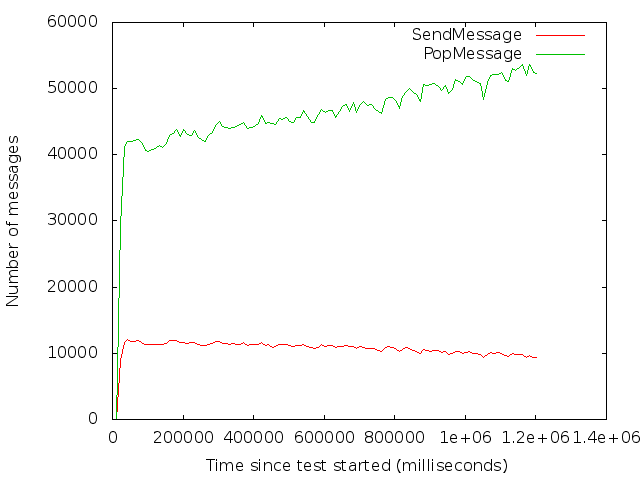 60000
50000
40000
30000
20000
10000
0
Number of messages
SendMessage
PopMessage
0 200000 400000 600000 800000 1e+06 1.2e+06 1.4e+06
Time since test started (milliseconds)